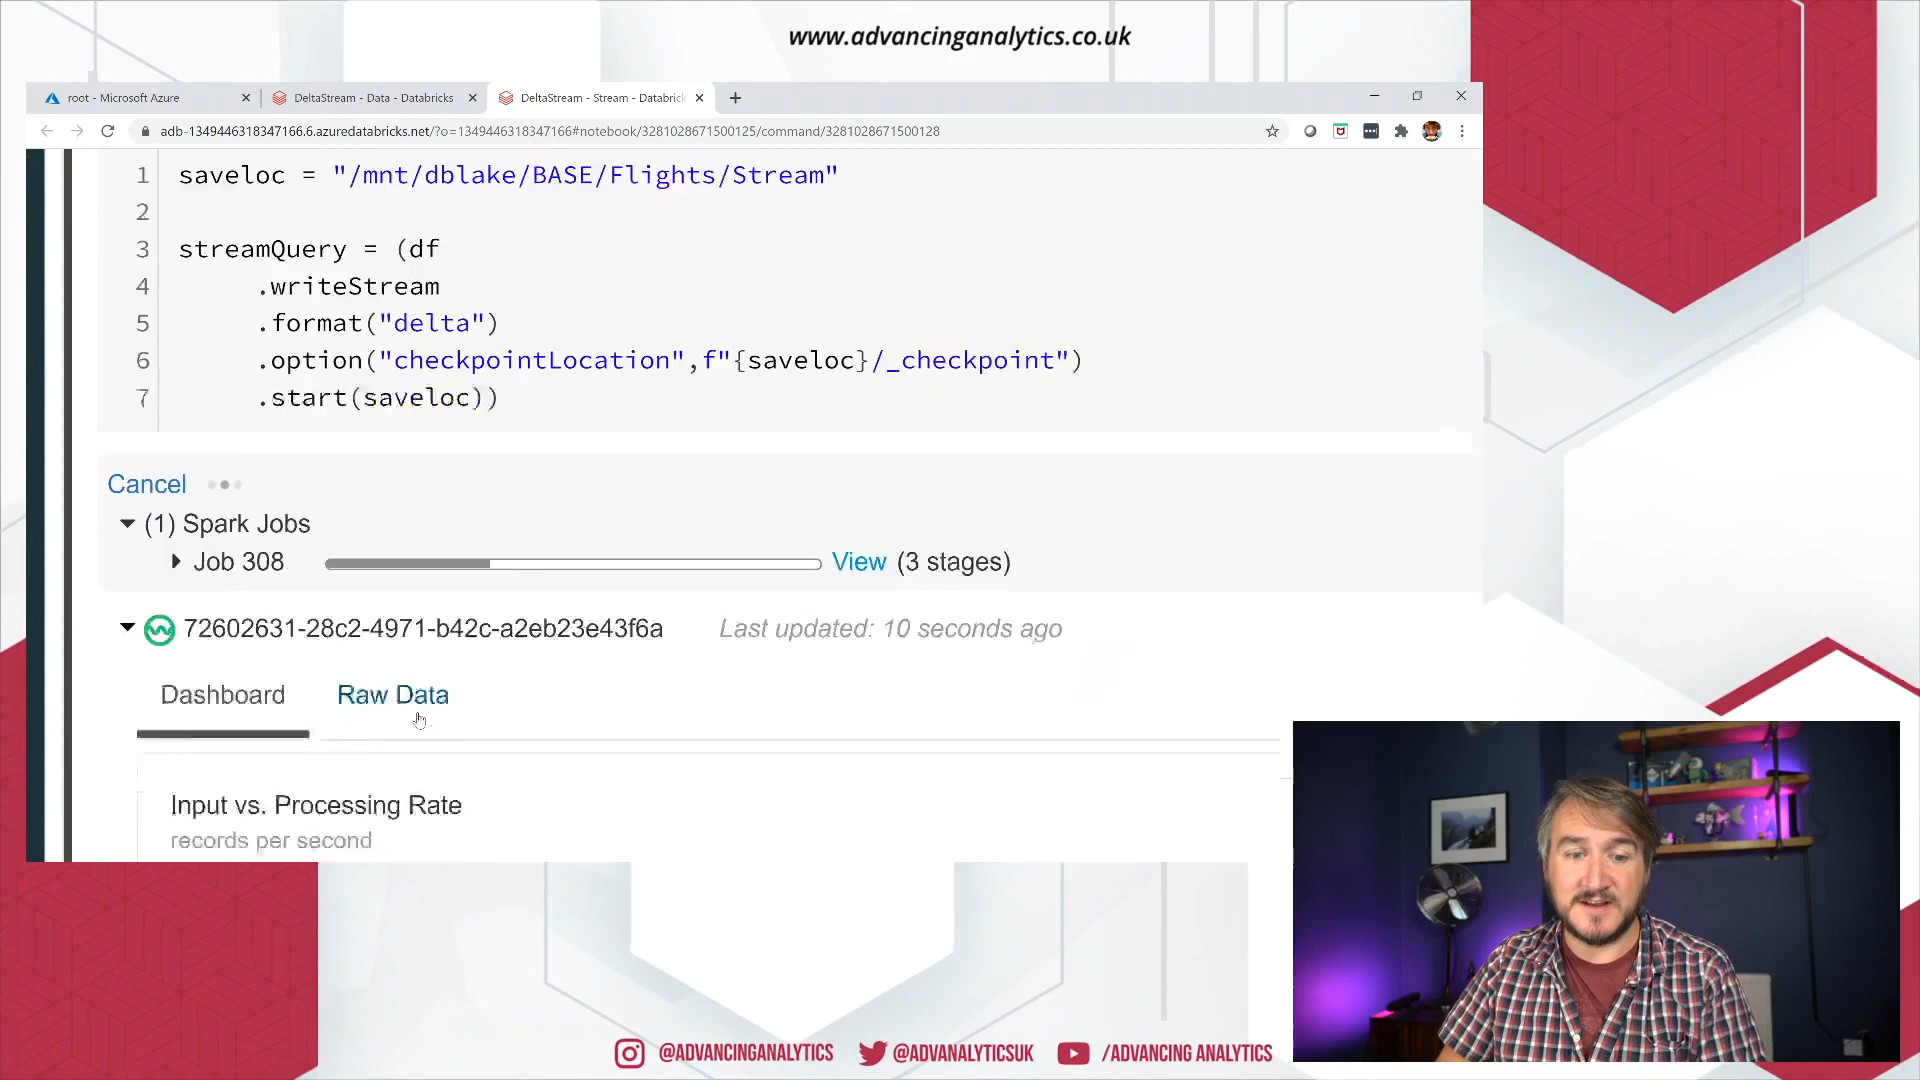 www.advancinganalytics.co.uk
root - Microsoft Azure
DeltaStream - Data - Databricks
DeltaStream - Stream - Databric
adb-1349446318347166.6.azuredatabricks.net/?o=1349446318347166#notebook/3281028671500125/command/3281028671500128
1 saveloc = "/mnt/dblake/BASE/Flights/Stream"
2
3 streamQuery = (df
4 .writeStream
5 .format("delta")
6 .option("checkpointLocation",f"{saveloc}/_checkpoint")
7 .start(saveloc))
Cancel
(1) Spark Jobs
Job 308 View (3 stages)
72602631-28c2-4971-b42c-a2eb23e43f6a Last updated: 10 seconds ago
Dashboard Raw Data
Input vs. Processing Rate
records per second
@ADVANCINGANALYTICS @ADVANALYTICSUK /ADVANCING ANALYTICS